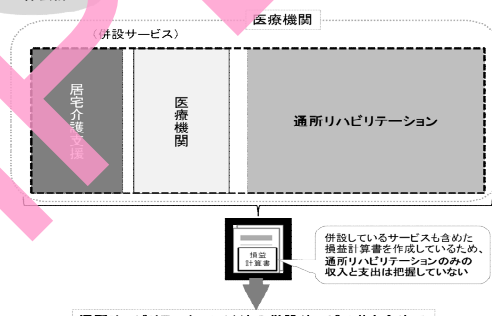 医療機関
（併設サービス）
居宅介護支援
医療機関
通所リハビリテーション
損益
計算書
併設しているサービスも含めた
損益計算書を作成しているため、
通所リハビリテーションのみの
収入と支出は把握していない